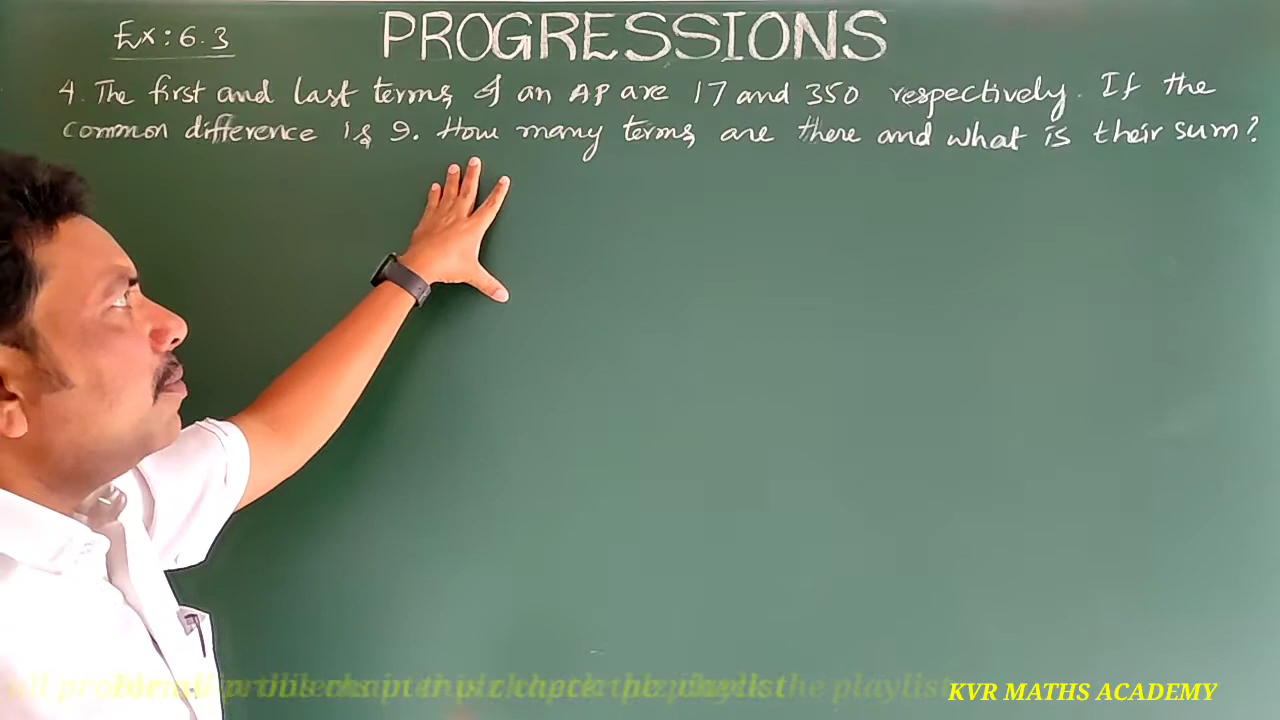 Ex: 6.3
PROGRESSIONS
4. The first and last terms of an AP are 17 and 350 respectively. If the
common difference is 9. How many terms are there and what is their sum?
KVR MATHS ACADEMY